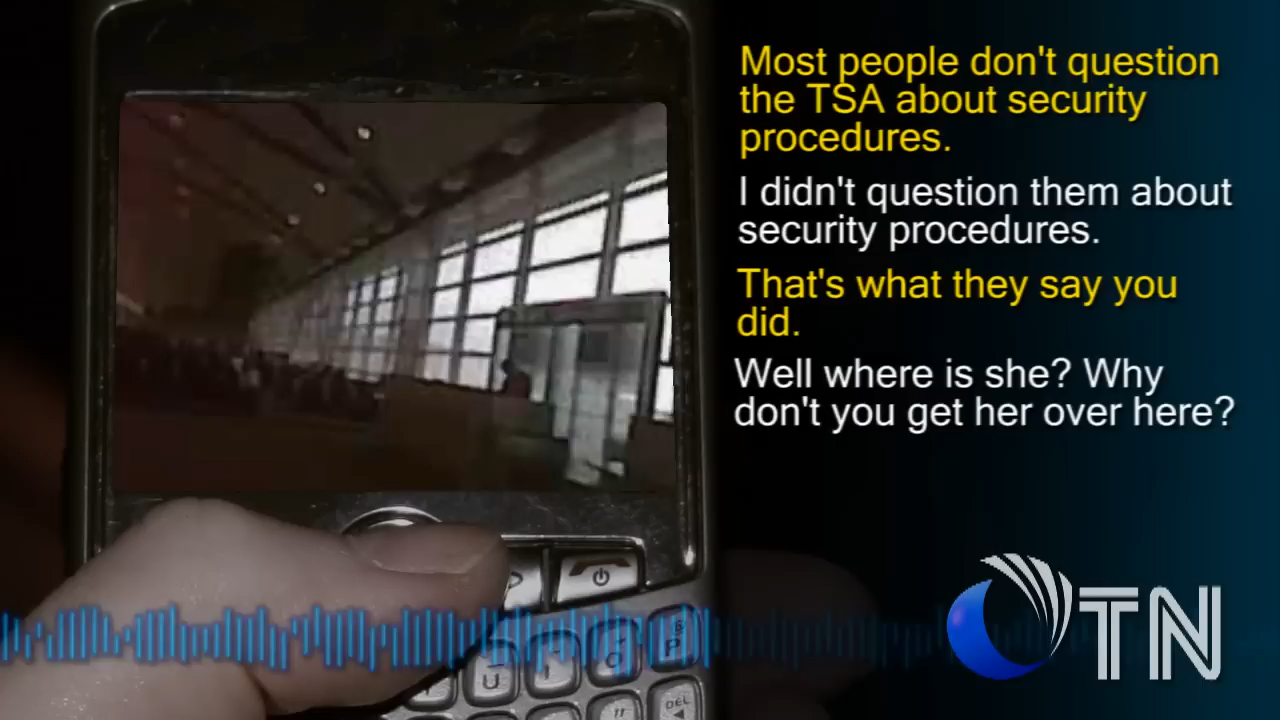 Most people don't question
the TSA about security
procedures.
I didn't question them about
security procedures.
That's what they say you
did.
Well where is she? Why
don't you get her over here?
TN
U
I
O
P
DEL